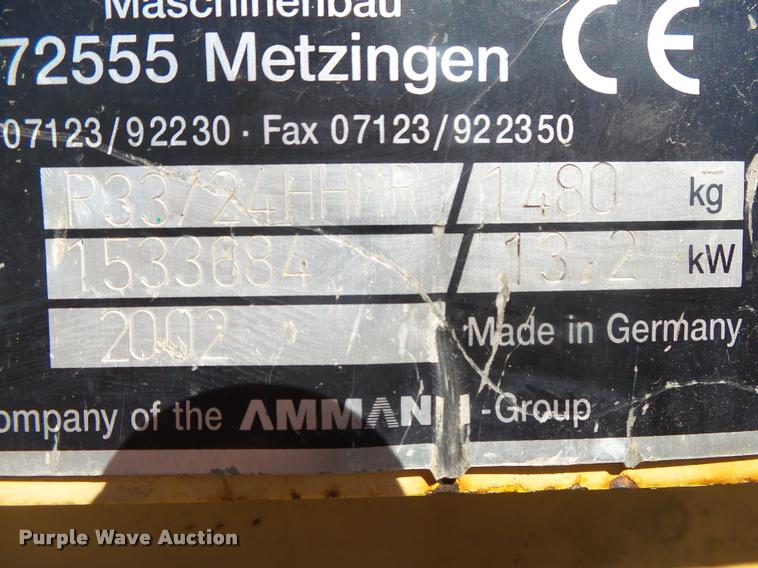 Maschinenbau
72555 Metzingen CE
07123/92230 · Fax 07123/922350
P33/24HHMR 1480 kg
1533684 13.2 kW
2002 Made in Germany
ompany of the AMMANN -Group
Purple Wave Auction